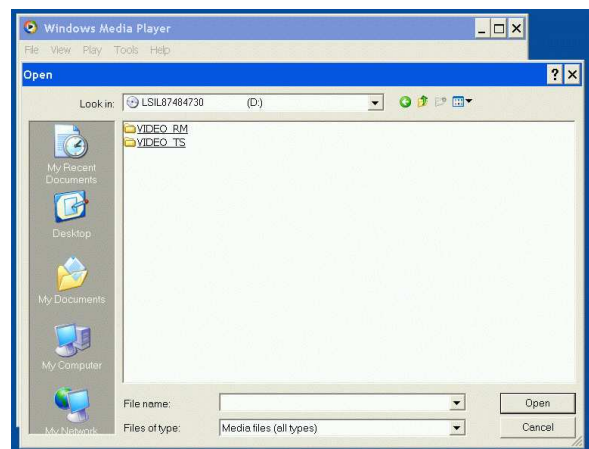 Windows Media Player
File View Play Tools Help
Open
Look in: LSIL87484730 (D:)
VIDEO_RM
VIDEO_TS
My Recent
Documents
Desktop
My Documents
My Computer
My Network
File name:
Open
Files of type: Media files (all types)
Cancel